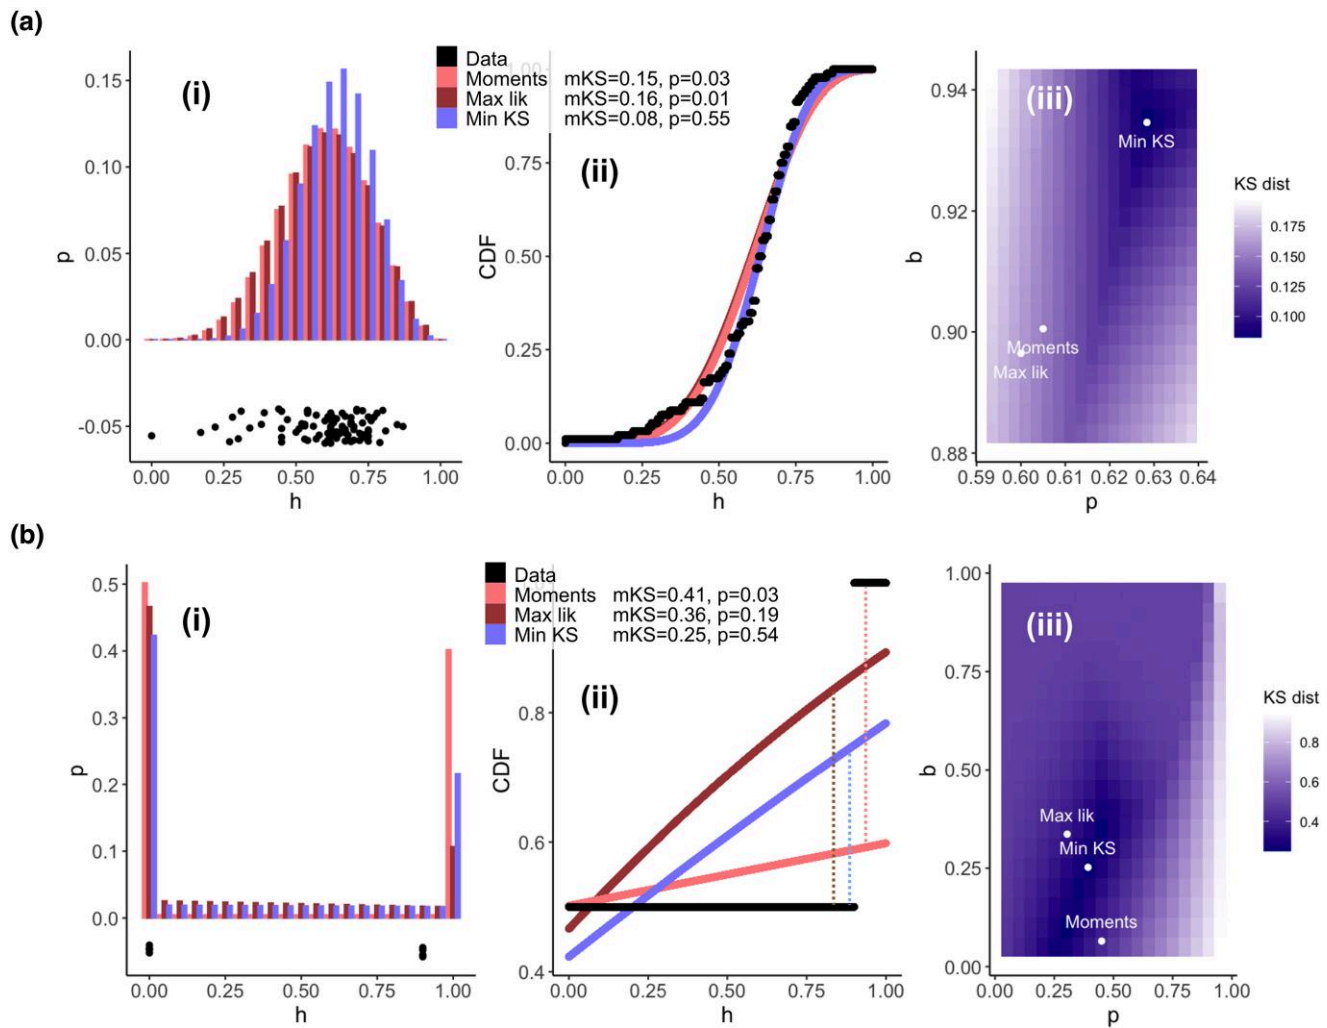 (a)
(i)
0.15
0.10
0.05
0.00
-0.05
p
0.00 0.25 0.50 0.75 1.00
h
Data
Moments mKS=0.15, p=0.03
Max lik mKS=0.16, p=0.01
Min KS mKS=0.08, p=0.55
(ii)
1.00
0.75
0.50
0.25
0.00
CDF
0.00 0.25 0.50 0.75 1.00
h
(iii)
0.94
0.92
0.90
0.88
b
Min KS
Moments
Max lik
0.59 0.60 0.61 0.62 0.63 0.64
p
KS dist
0.175
0.150
0.125
0.100
(b)
(i)
0.5
0.4
0.3
0.2
0.1
0.0
p
0.00 0.25 0.50 0.75 1.00
h
Data
Moments mKS=0.41, p=0.03
Max lik mKS=0.36, p=0.19
Min KS mKS=0.25, p=0.54
(ii)
0.8
0.6
0.4
CDF
0.00 0.25 0.50 0.75 1.00
h
(iii)
1.00
0.75
0.50
0.25
0.00
b
Max lik
Min KS
Moments
0.00 0.25 0.50 0.75 1.00
p
KS dist
0.8
0.6
0.4